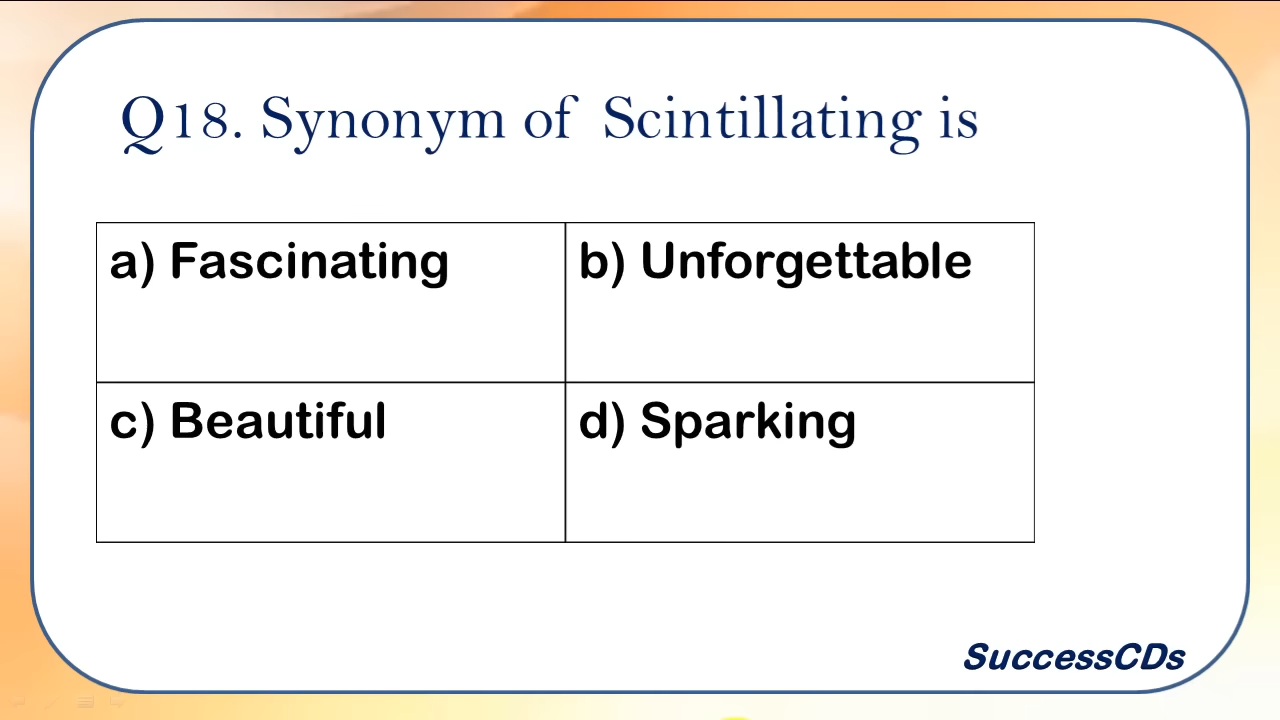 Q18. Synonym of Scintillating is
a) Fascinating
b) Unforgettable
c) Beautiful
d) Sparking
SuccessCDs